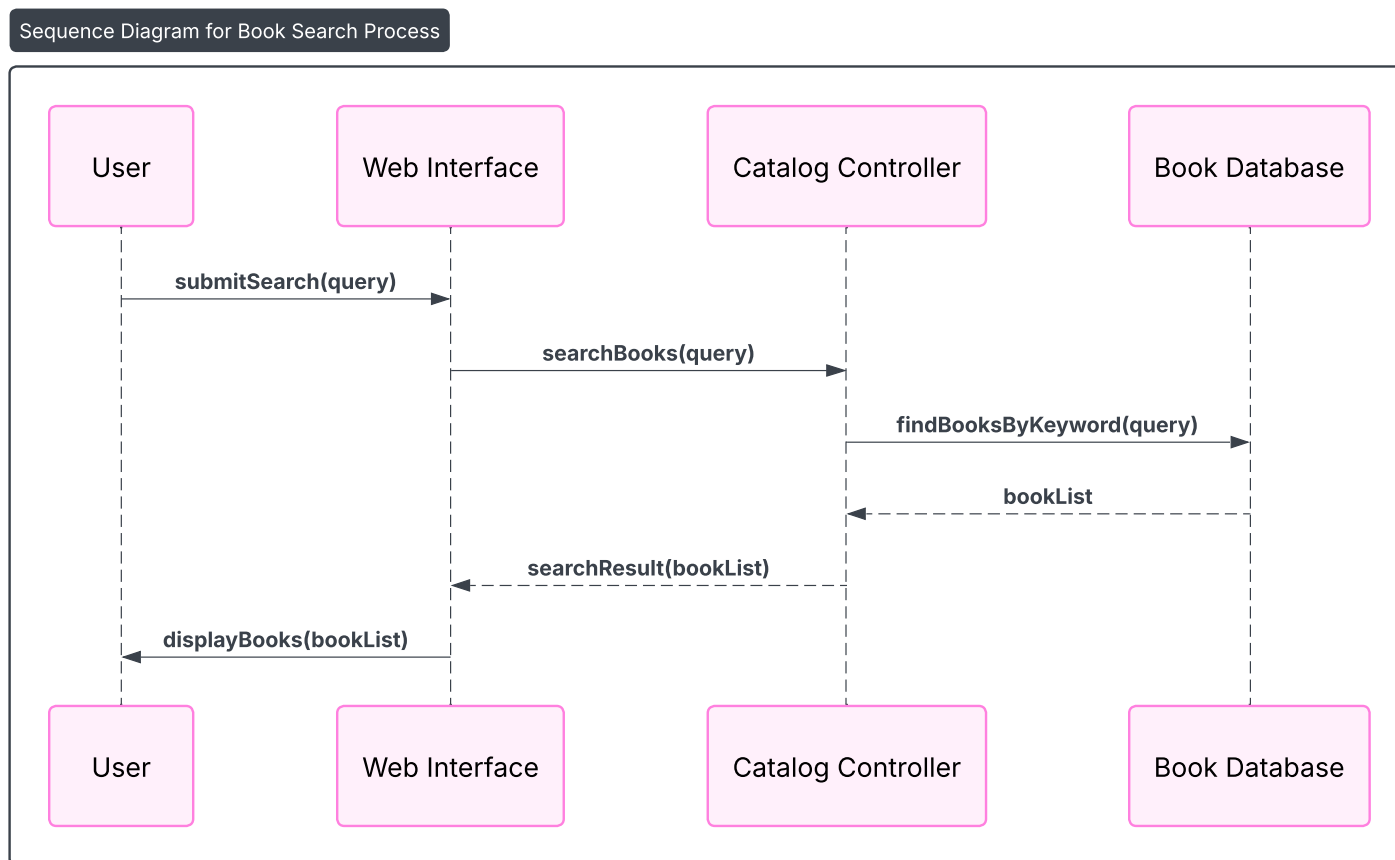 Sequence Diagram for Book Search Process
User
Web Interface
Catalog Controller
Book Database
submitSearch(query)
searchBooks(query)
findBooksByKeyword(query)
bookList
searchResult(bookList)
displayBooks(bookList)
User
Web Interface
Catalog Controller
Book Database